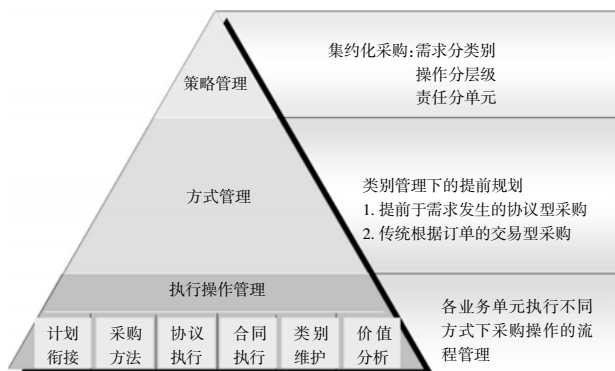 集约化采购:需求分类别
操作分层级
责任分单元
策略管理
类别管理下的提前规划
方式管理
1. 提前于需求发生的协议型采购
2. 传统根据订单的交易型采购
执行操作管理
计划
衔接
采购
方法
协议
执行
合同
执行
类别
维护
价值
分析
各业务单元执行不同
方式下采购操作的流
程管理